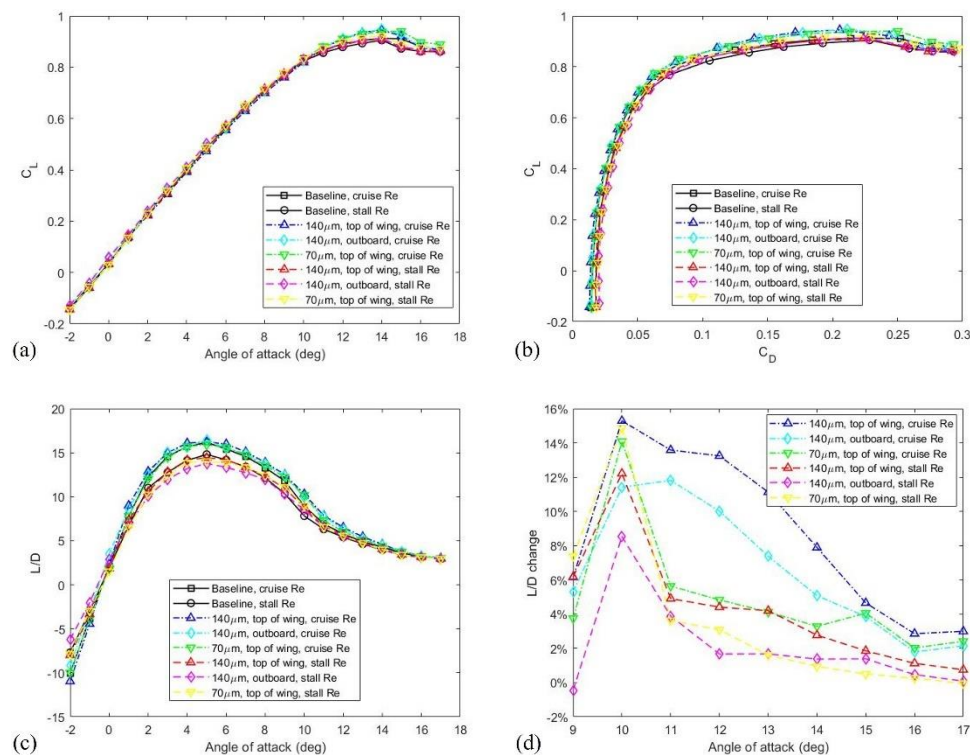 1
0.8
0.6
0.4
0.2
0
-0.2
C_L
-2 0 2 4 6 8 10 12 14 16 18
Angle of attack (deg)
Baseline, cruise Re
Baseline, stall Re
140μm, top of wing, cruise Re
140μm, outboard, cruise Re
70μm, top of wing, cruise Re
140μm, top of wing, stall Re
140μm, outboard, stall Re
70μm, top of wing, stall Re
(a)
1
0.8
0.6
0.4
0.2
0
-0.2
C_L
0 0.05 0.1 0.15 0.2 0.25 0.3
C_D
Baseline, cruise Re
Baseline, stall Re
140μm, top of wing, cruise Re
140μm, outboard, cruise Re
70μm, top of wing, cruise Re
140μm, top of wing, stall Re
140μm, outboard, stall Re
70μm, top of wing, stall Re
(b)
20
15
10
5
0
-5
-10
-15
L/D
-2 0 2 4 6 8 10 12 14 16 18
Angle of attack (deg)
Baseline, cruise Re
Baseline, stall Re
140μm, top of wing, cruise Re
140μm, outboard, cruise Re
70μm, top of wing, cruise Re
140μm, top of wing, stall Re
140μm, outboard, stall Re
70μm, top of wing, stall Re
(c)
16%
14%
12%
10%
8%
6%
4%
2%
0%
-2%
L/D change
9 10 11 12 13 14 15 16 17
Angle of attack (deg)
140μm, top of wing, cruise Re
140μm, outboard, cruise Re
70μm, top of wing, cruise Re
140μm, top of wing, stall Re
140μm, outboard, stall Re
70μm, top of wing, stall Re
(d)